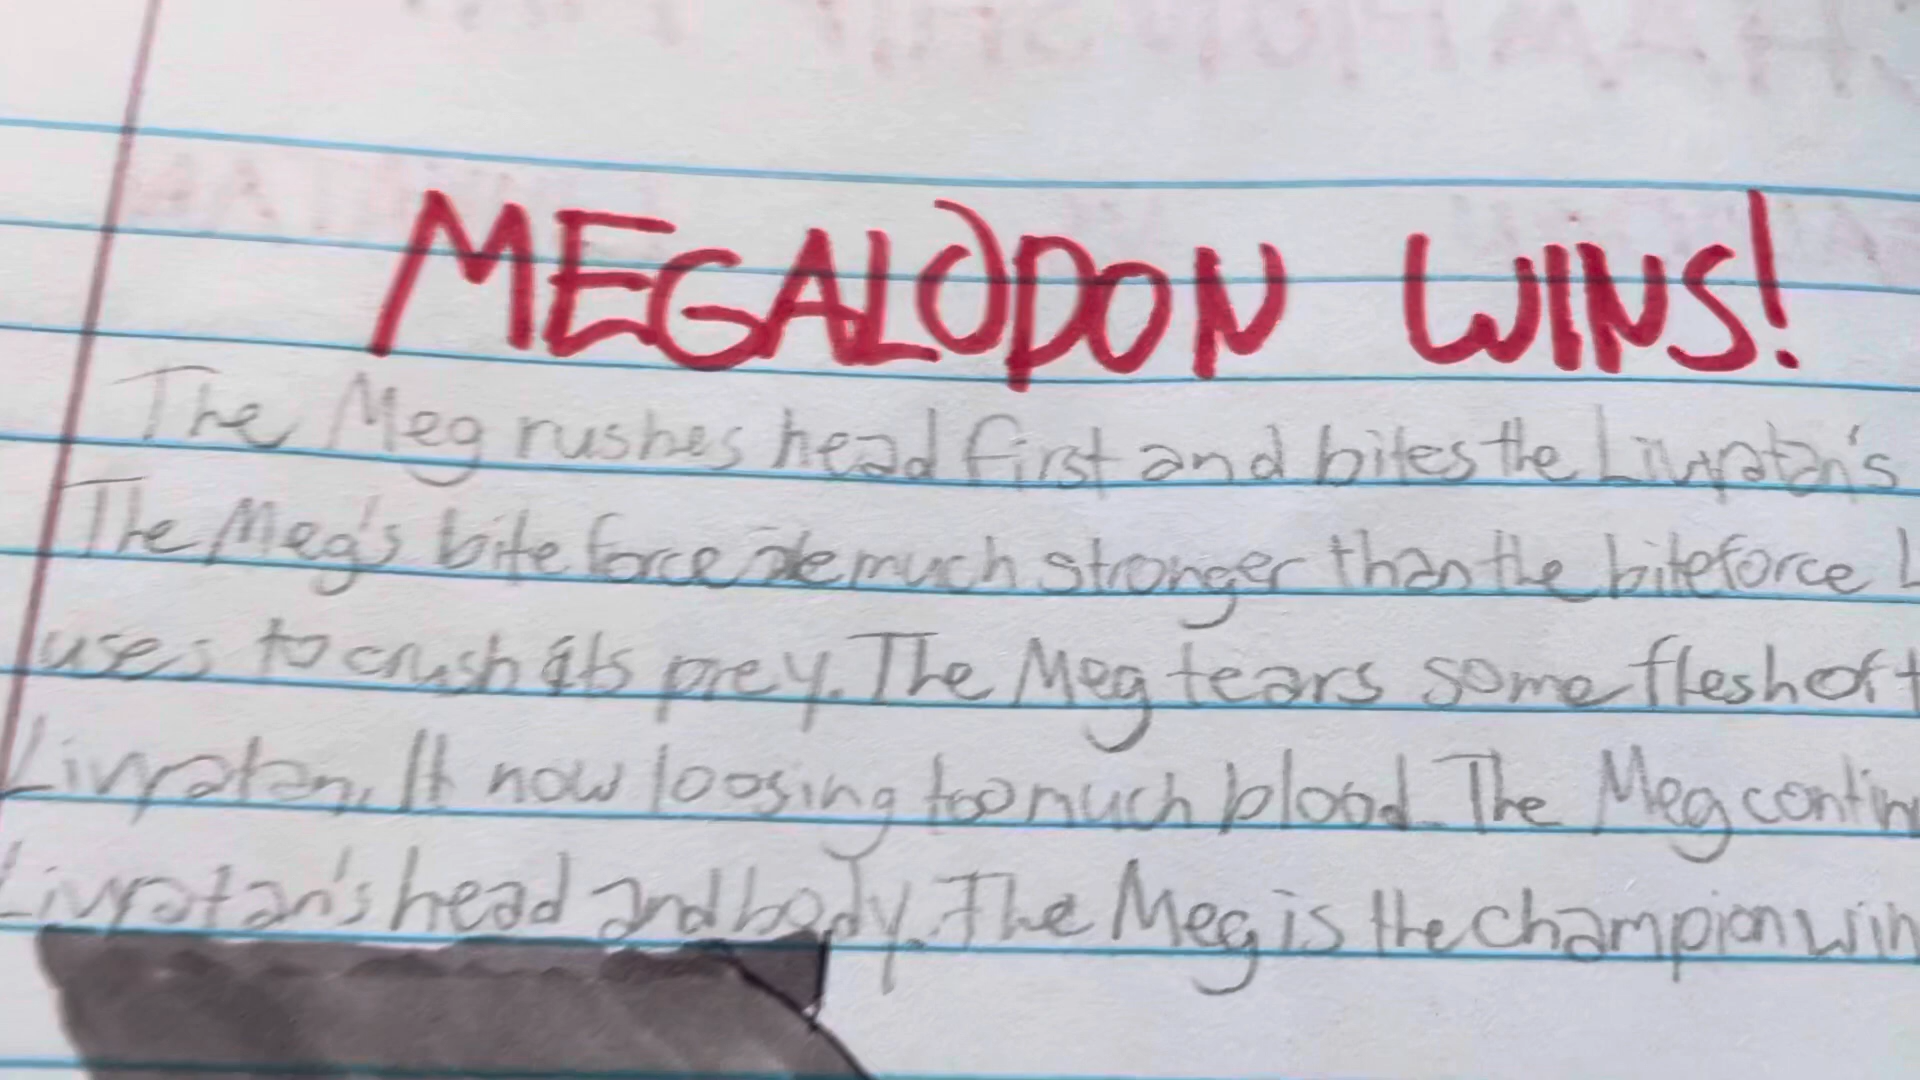 MEGALODON WINS!
The Meg rushes head first and bites the Livyatan's
The Meg's bite force is much stronger than the biteforce L
uses to crush its prey. The Meg tears some flesh of t
Livyatan. It now loosing too much blood. The Meg contin
Livyatan's head and body. The Meg is the champion win